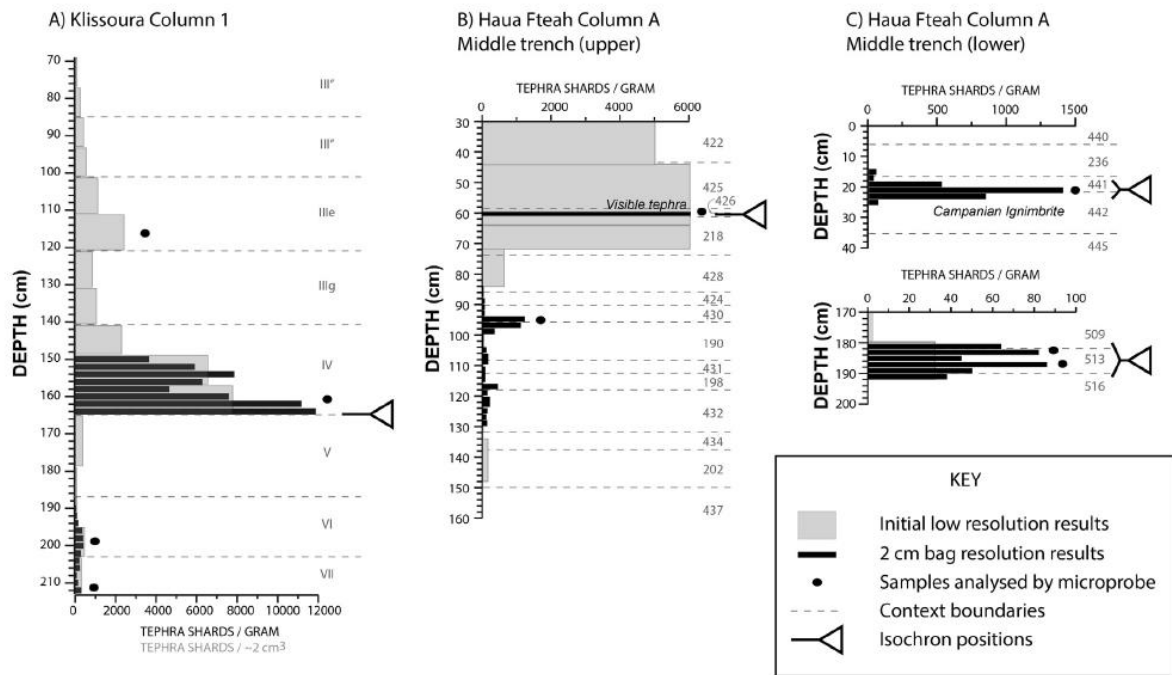 A) Klissoura Column 1
DEPTH (cm)
70
80
90
100
110
120
130
140
150
160
170
180
190
200
210
III"
III"
IIIe
IIIg
IV
V
VI
VII
0 2000 4000 6000 8000 10000 12000
TEPHRA SHARDS / GRAM
TEPHRA SHARDS / ~2 cm³
B) Haua Fteah Column A
Middle trench (upper)
TEPHRA SHARDS / GRAM
0 2000 4000 6000
DEPTH (cm)
30
40
50
60
70
80
90
100
110
120
130
140
150
160
422
425
Visible tephra
426
218
428
424
430
190
431
198
432
434
202
437
C) Haua Fteah Column A
Middle trench (lower)
TEPHRA SHARDS / GRAM
0 500 1000 1500
DEPTH (cm)
0
10
20
30
40
440
236
441
Campanian Ignimbrite
442
445
TEPHRA SHARDS / GRAM
0 20 40 60 80 100
DEPTH (cm)
170
180
190
200
509
513
516
KEY
Initial low resolution results
2 cm bag resolution results
Samples analysed by microprobe
Context boundaries
Isochron positions